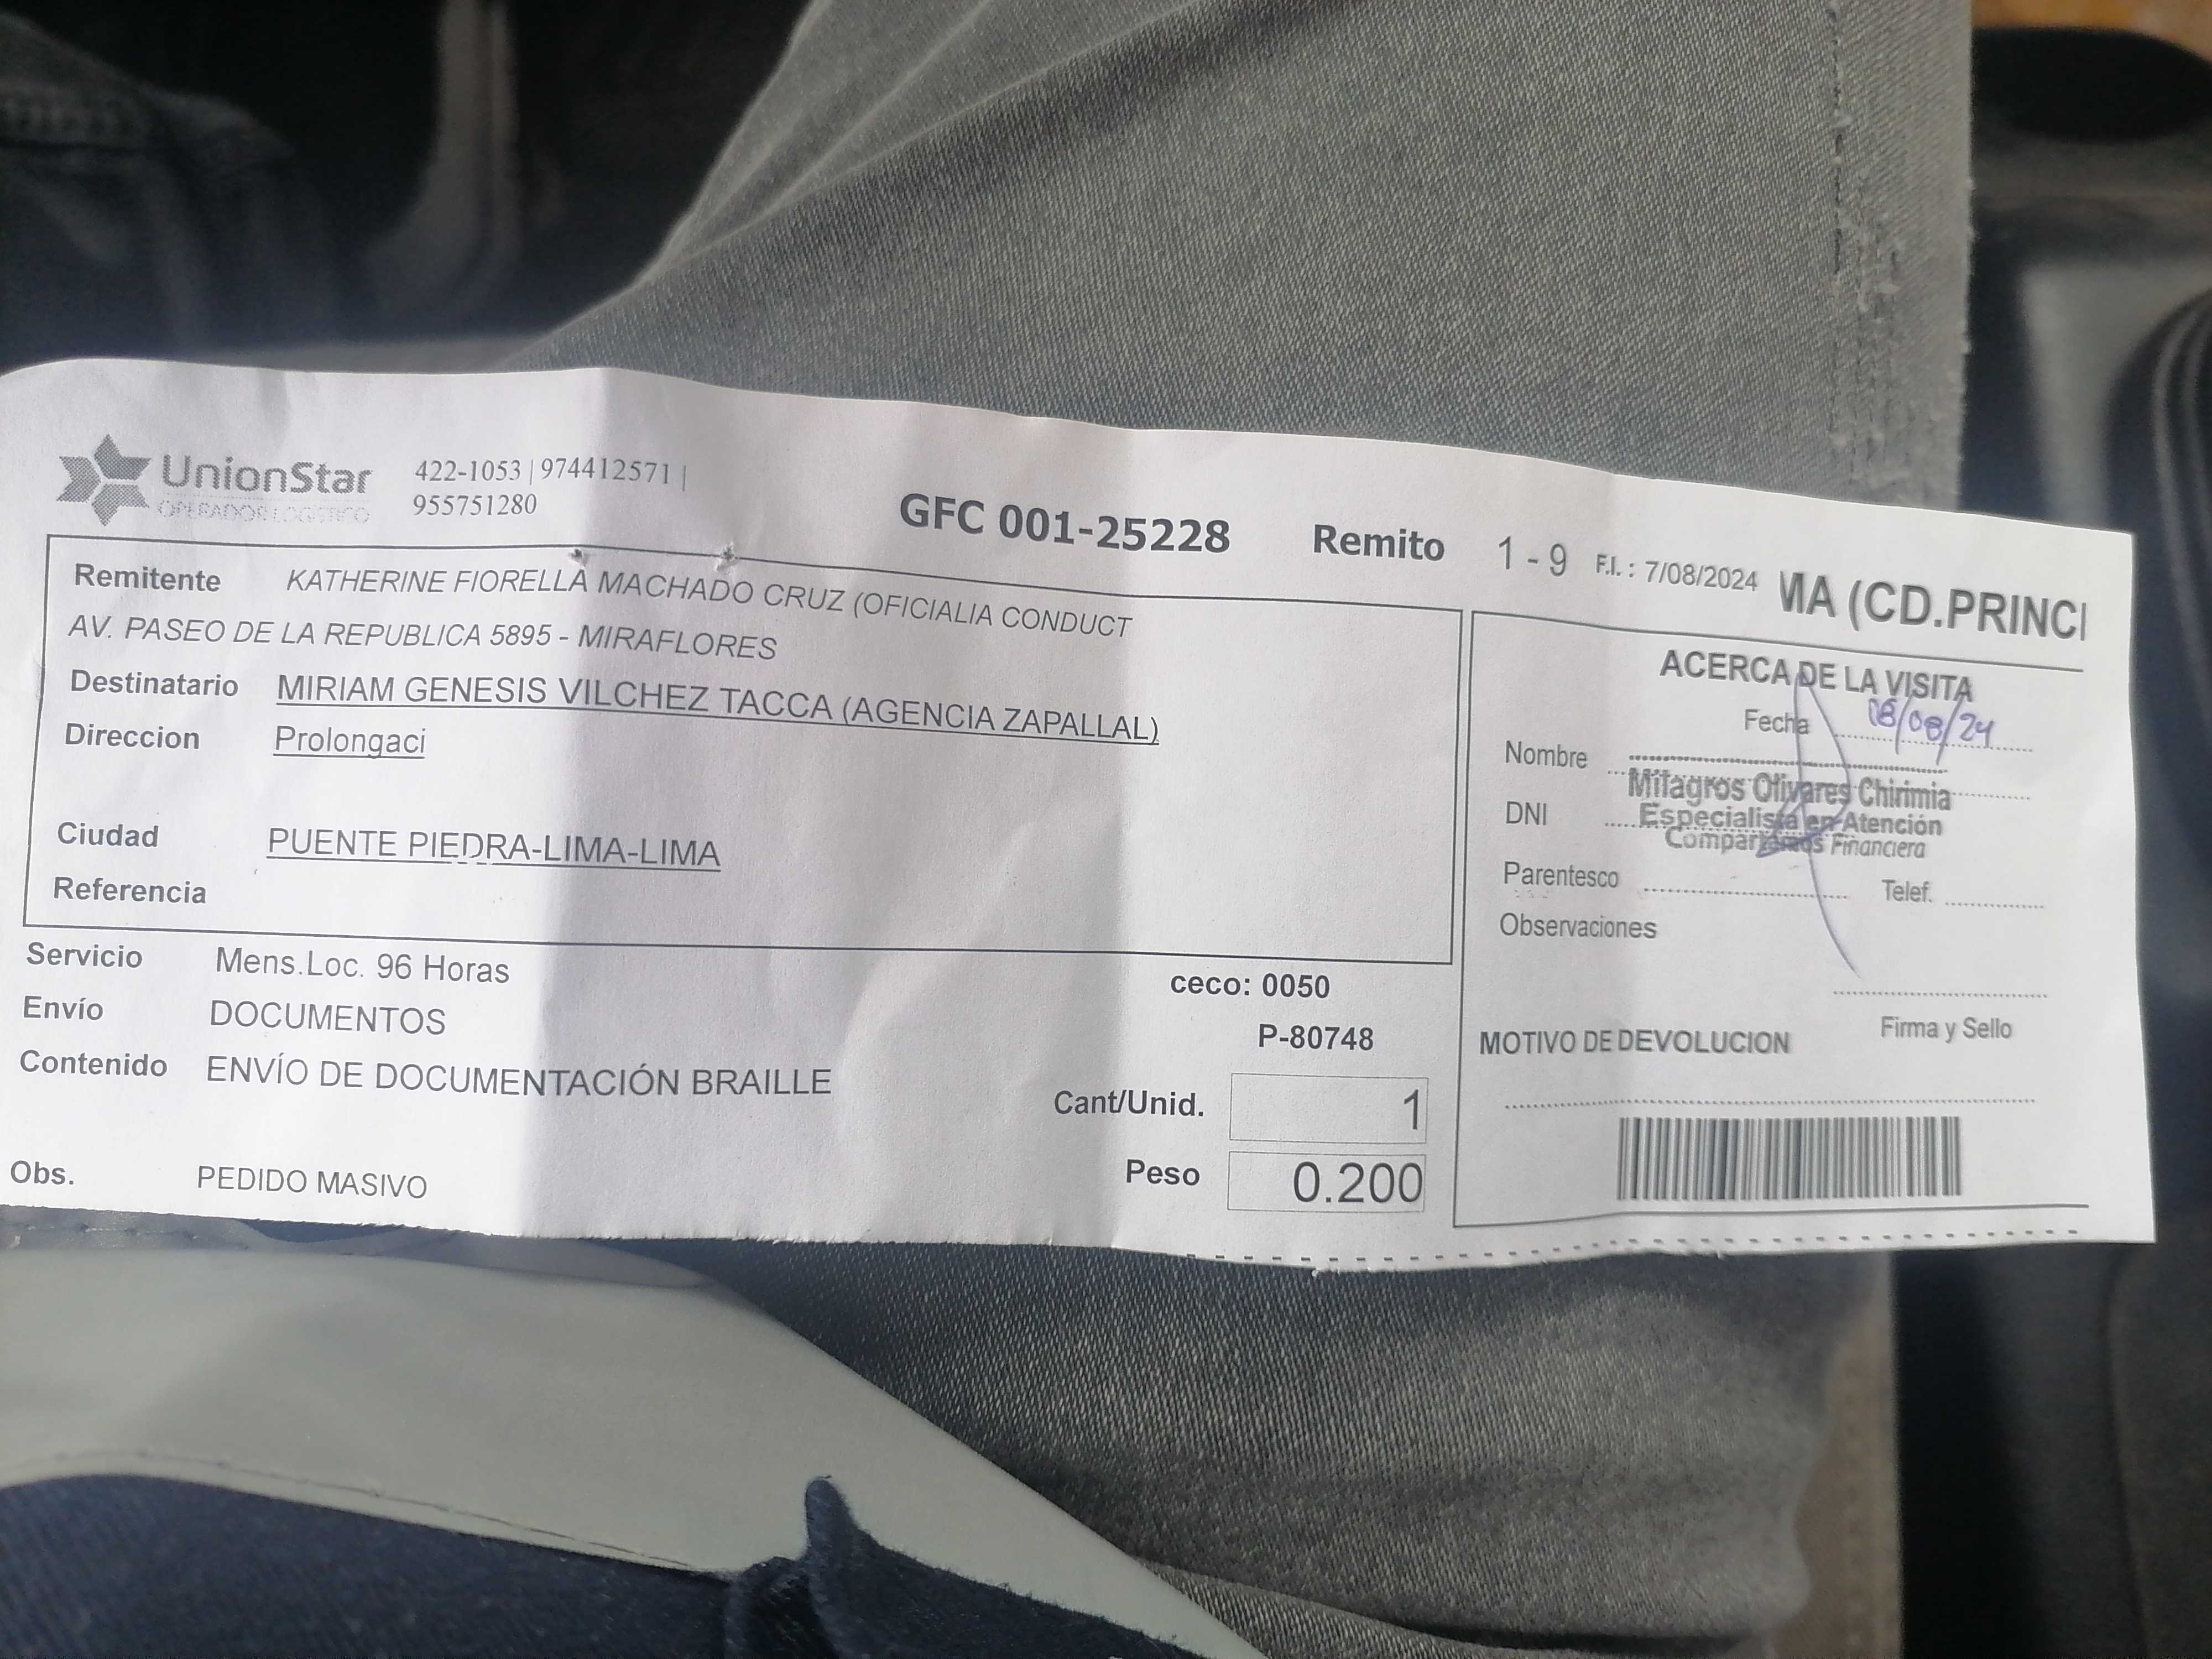 UnionStar
OPERADOR LOGISTICO
422-1053 | 974412571 |
955751280
GFC 001-25228 Remito 1 - 9 F.I. : 7/08/2024 MA (CD.PRINCI
Remitente KATHERINE FIORELLA MACHADO CRUZ (OFICIALIA CONDUCT
AV. PASEO DE LA REPUBLICA 5895 - MIRAFLORES
Destinatario MIRIAM GENESIS VILCHEZ TACCA (AGENCIA ZAPALLAL)
Direccion Prolongaci
Ciudad PUENTE PIEDRA-LIMA-LIMA
Referencia
Servicio Mens.Loc. 96 Horas
ceco: 0050
Envío DOCUMENTOS
P-80748
Contenido ENVÍO DE DOCUMENTACIÓN BRAILLE
Cant/Unid. 1
Obs. PEDIDO MASIVO
Peso 0.200
ACERCA DE LA VISITA
Fecha 08/08/24
Nombre
Milagros Olivares Chirimia
DNI
Especialista en Atención
Compartamos Financiera
Parentesco Telef.
Observaciones
Firma y Sello
MOTIVO DE DEVOLUCION